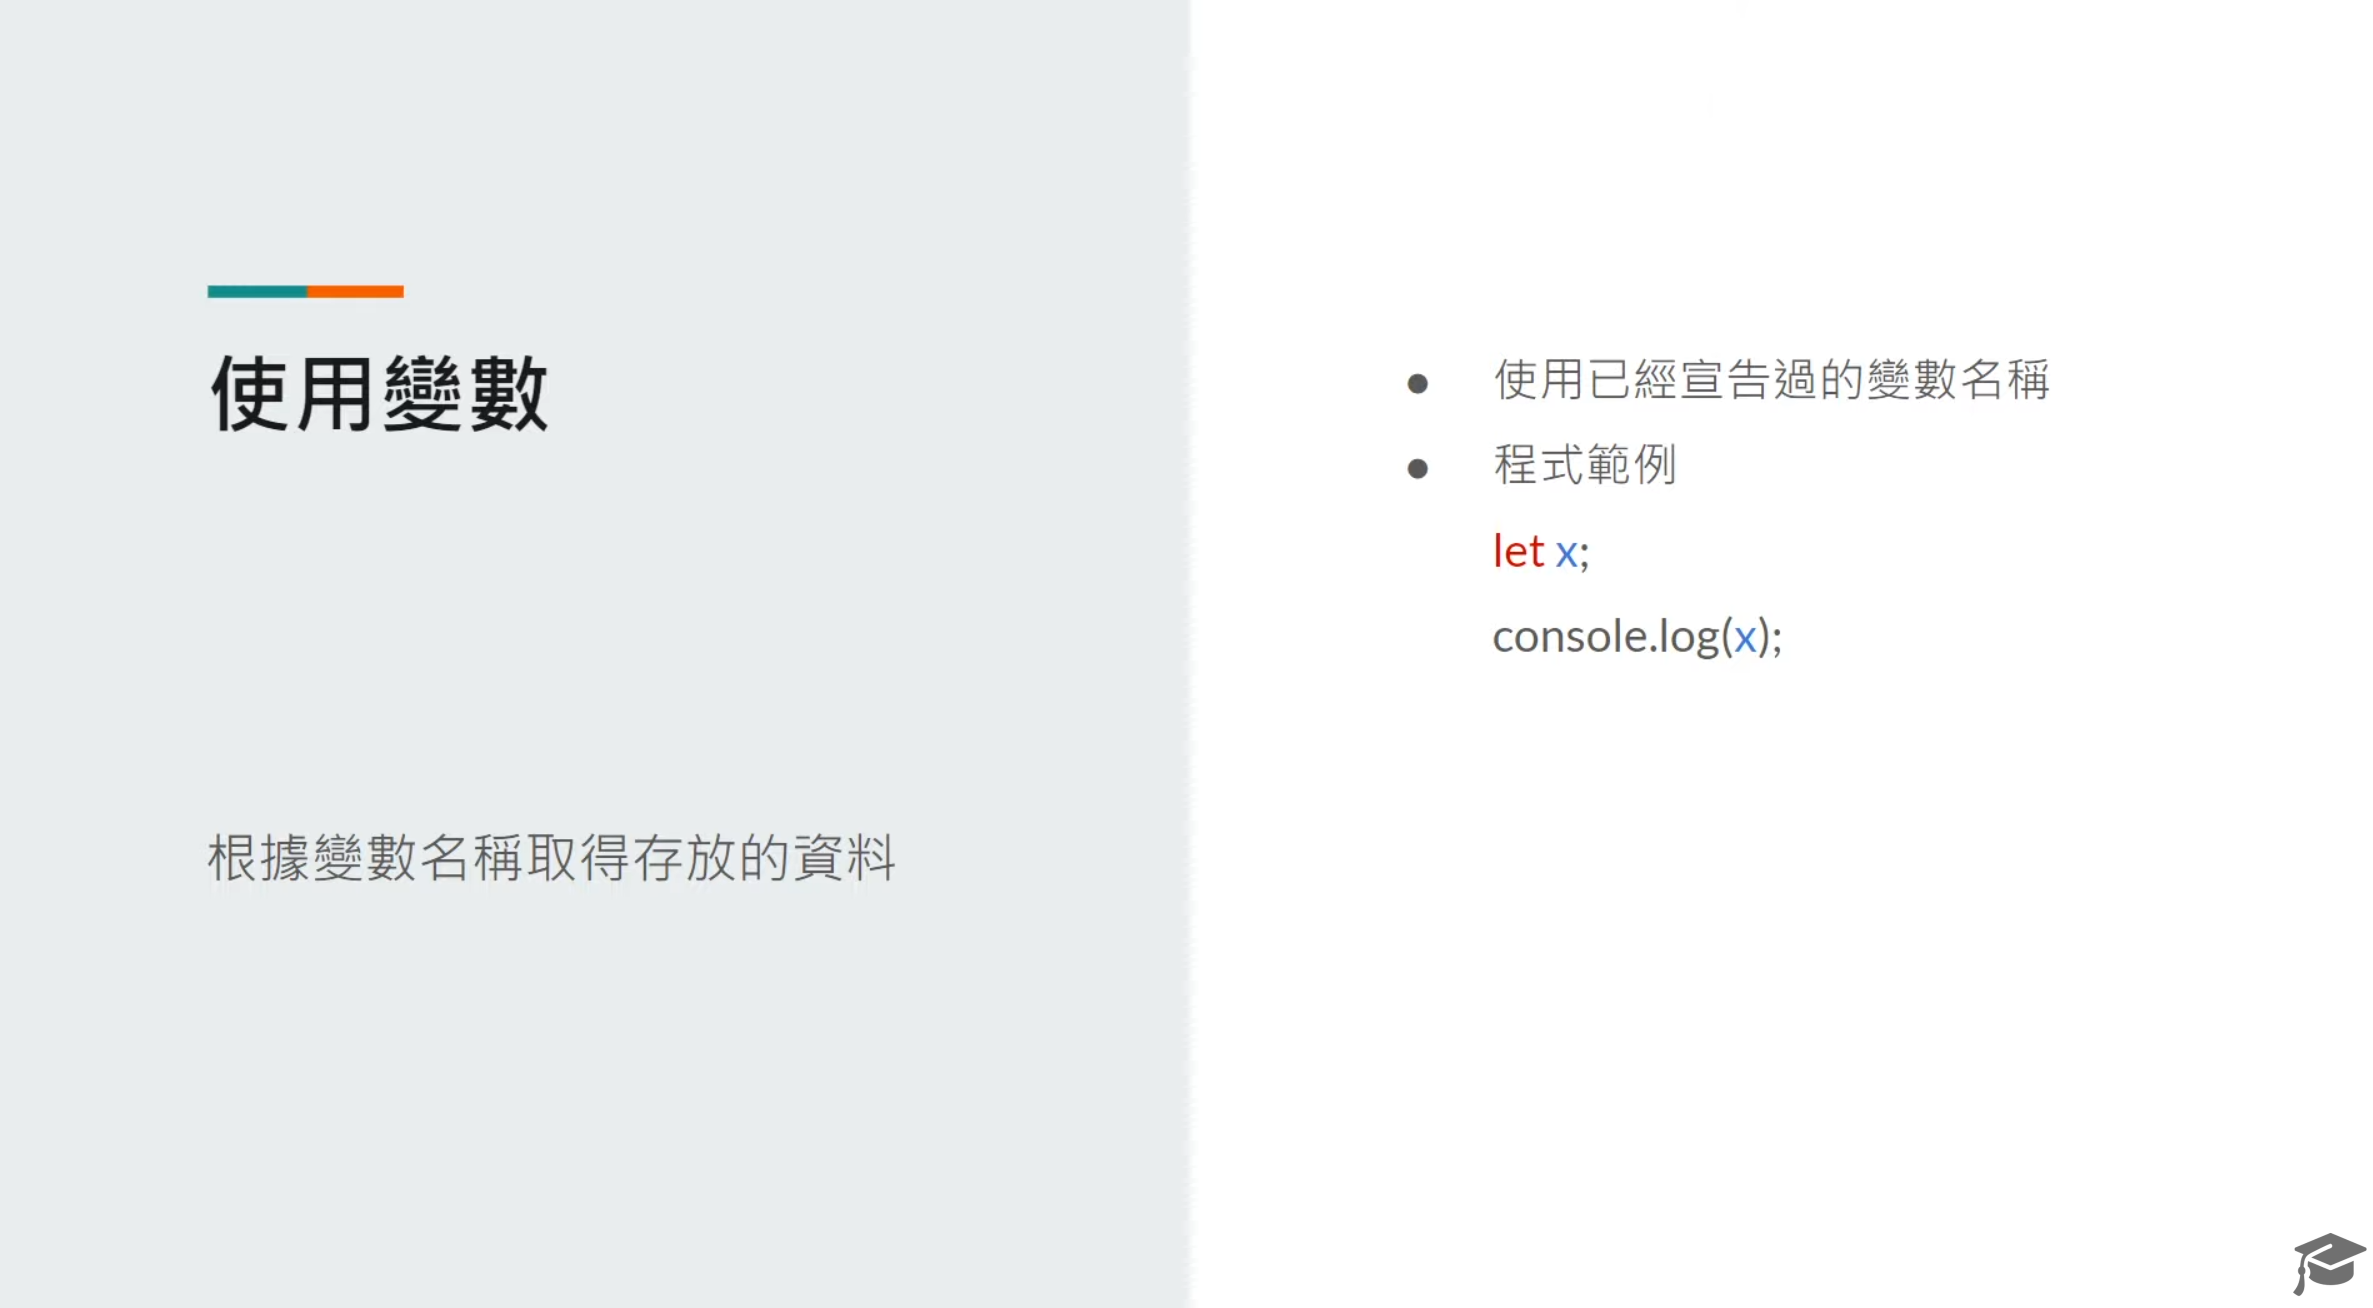 使用變數
根據變數名稱取得存放的資料
● 使用已經宣告過的變數名稱
● 程式範例
let x;
console.log(x);